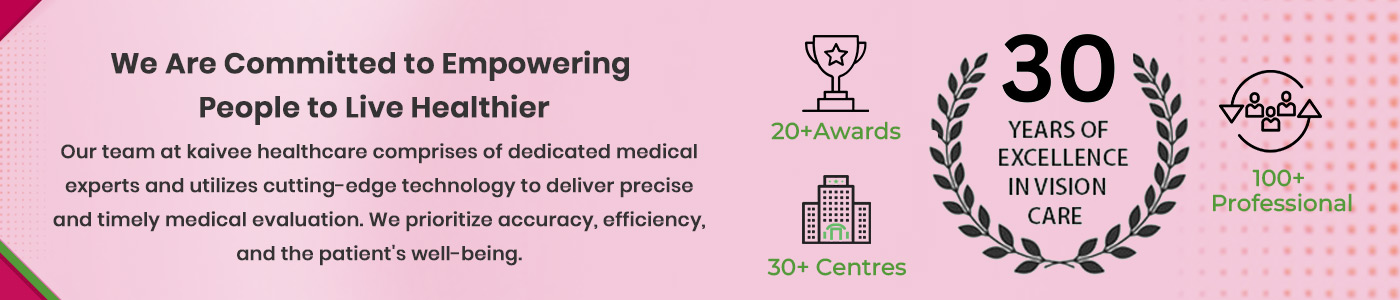 We Are Committed to Empowering
People to Live Healthier
Our team at kaivee healthcare comprises of dedicated medical
experts and utilizes cutting-edge technology to deliver precise
and timely medical evaluation. We prioritize accuracy, efficiency,
and the patient's well-being.
20+Awards
30+ Centres
30
YEARS OF
EXCELLENCE
IN VISION
CARE
100+
Professional